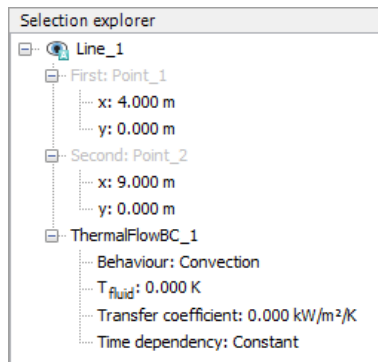 Selection explorer
Line_1
First: Point_1
x: 4.000 m
y: 0.000 m
Second: Point_2
x: 9.000 m
y: 0.000 m
ThermalFlowBC_1
Behaviour: Convection
Tfluid: 0.000 K
Transfer coefficient: 0.000 kW/m²/K
Time dependency: Constant